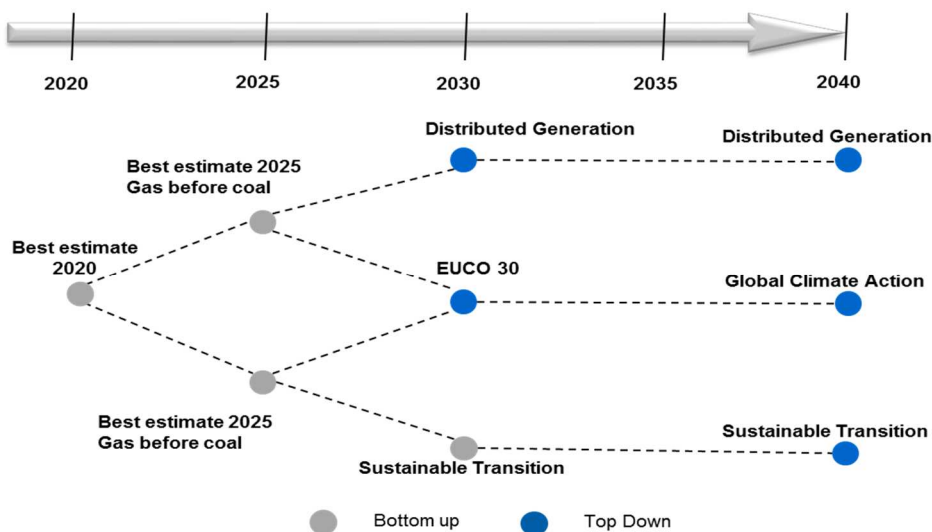 2020
2025
2030
2035
2040
Distributed Generation
Distributed Generation
Best estimate 2025
Gas before coal
Best estimate
2020
EUCO 30
Global Climate Action
Best estimate 2025
Gas before coal
Sustainable Transition
Sustainable Transition
Bottom up
Top Down